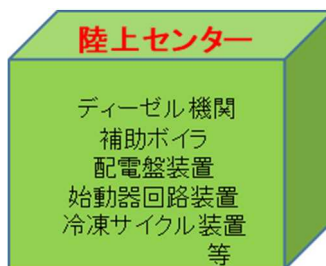 陸上センター
ディーゼル機関
補助ボイラ
配電盤装置
始動器回路装置
冷凍サイクル装置
等